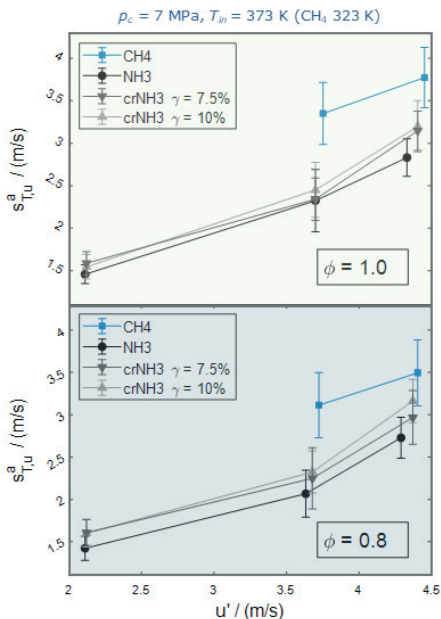 p_c = 7 MPa, T_in = 373 K (CH₄ 323 K)
4
3.5
3
2.5
2
1.5
s^a_T,u / (m/s)
CH4
NH3
crNH3 γ = 7.5%
crNH3 γ = 10%
ϕ = 1.0
4
3.5
3
2.5
2
1.5
s^a_T,u / (m/s)
CH4
NH3
crNH3 γ = 7.5%
crNH3 γ = 10%
ϕ = 0.8
2 2.5 3 3.5 4 4.5
u' / (m/s)